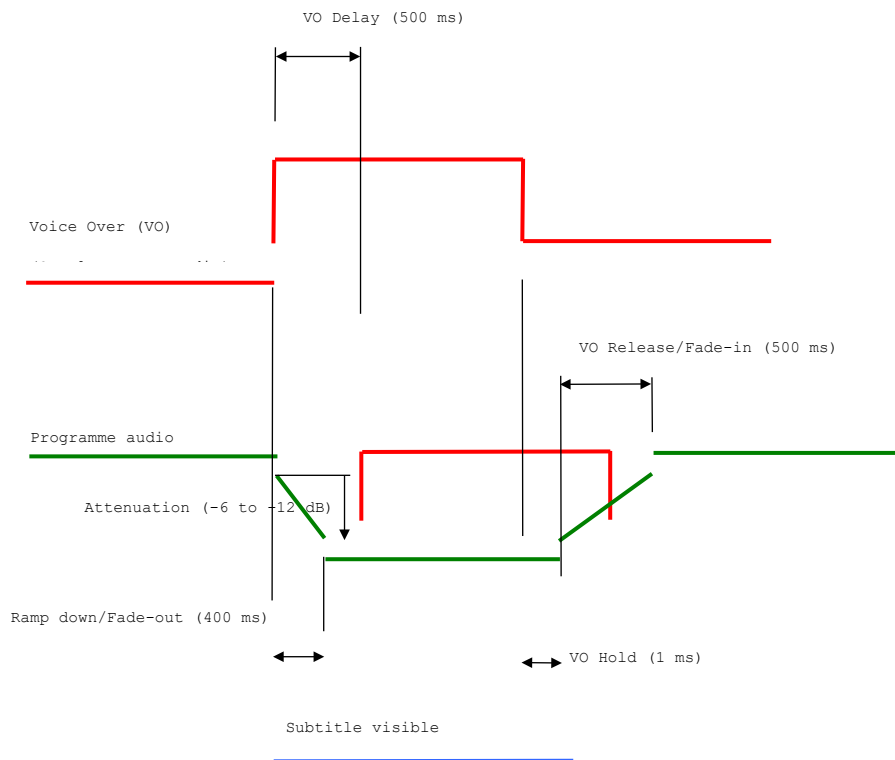 VO Delay (500 ms)
Voice Over (VO)
VO Release/Fade-in (500 ms)
Programme audio
Attenuation (-6 to -12 dB)
Ramp down/Fade-out (400 ms)
VO Hold (1 ms)
Subtitle visible